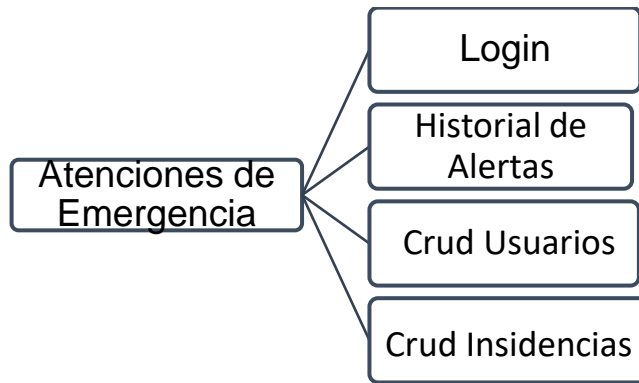 Login
Historial de
Alertas
Atenciones de
Emergencia
Crud Usuarios
Crud Insidencias